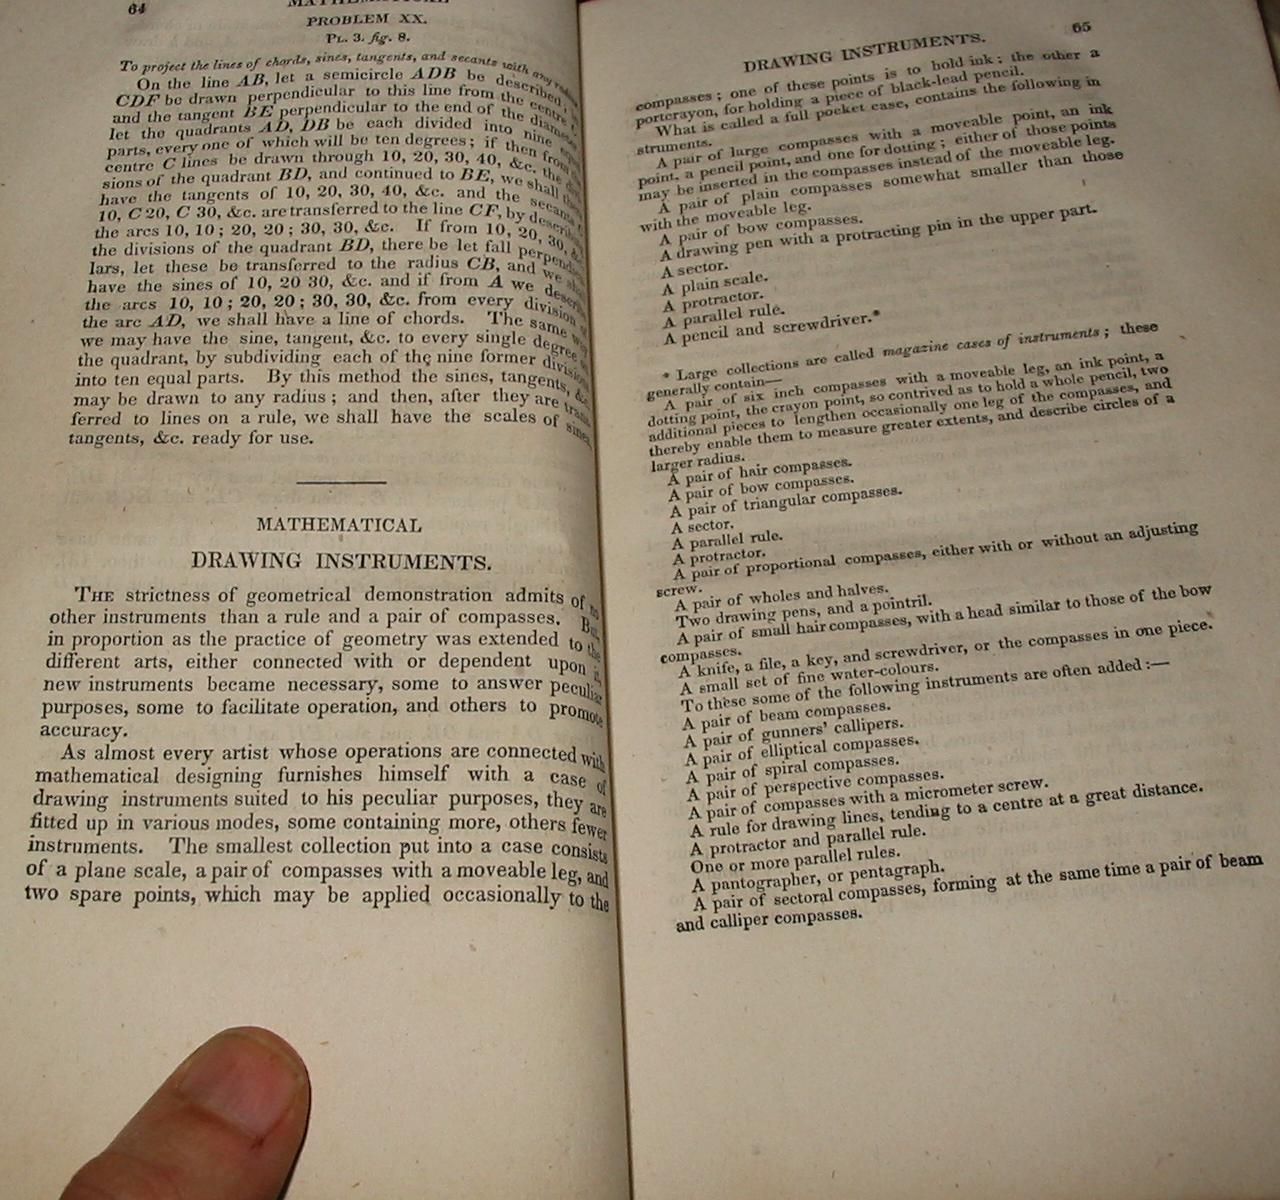 64
MATHEMATICAL
PROBLEM XX.
PL. 3. fig. 8.
To project the lines of chords, sines, tangents, and secants with any
On the line AB, let a semicircle ADB be described;
CDF be drawn perpendicular to this line from the centre
and the tangent BE perpendicular to the end of the diameter
let the quadrants AD, DB be each divided into nine
parts, every one of which will be ten degrees; if then from
centre C lines be drawn through 10, 20, 30, 40, &c. the
sions of the quadrant BD, and continued to BE, we shall
have the tangents of 10, 20, 30, 40, &c. and the secants
10, C 20, C 30, &c. are transferred to the line CF, by
the arcs 10, 10; 20, 20; 30, 30, &c. If from 10, 20, 30,
the divisions of the quadrant BD, there be let fall
lars, let these be transferred to the radius CB, and we
have the sines of 10, 20 30, &c. and if from A we
the arcs 10, 10; 20, 20; 30, 30, &c. from every division
the arc AD, we shall have a line of chords. The same
we may have the sine, tangent, &c. to every single degree
the quadrant, by subdividing each of the nine former
into ten equal parts. By this method the sines, tangents, &c.
may be drawn to any radius; and then, after they are trans-
ferred to lines on a rule, we shall have the scales of sines,
tangents, &c. ready for use.
MATHEMATICAL
DRAWING INSTRUMENTS.
THE strictness of geometrical demonstration admits of no
other instruments than a rule and a pair of compasses. But,
in proportion as the practice of geometry was extended to the
different arts, either connected with or dependent upon it,
new instruments became necessary, some to answer peculiar
purposes, some to facilitate operation, and others to promote
accuracy.
As almost every artist whose operations are connected with
mathematical designing furnishes himself with a case of
drawing instruments suited to his peculiar purposes, they are
fitted up in various modes, some containing more, others fewer
instruments. The smallest collection put into a case consists
of a plane scale, a pair of compasses with a moveable leg, and
two spare points, which may be applied occasionally to the
DRAWING INSTRUMENTS. 65
compasses; one of these points is to hold ink; the other a
portcrayon, for holding a piece of black-lead pencil.
What is called a full pocket case, contains the following in
struments.
A pair of large compasses with a moveable point, an ink
point, a pencil point, and one for dotting; either of those points
may be inserted in the compasses instead of the moveable leg.
A pair of plain compasses somewhat smaller than those
with the moveable leg.
A pair of bow compasses.
A drawing pen with a protracting pin in the upper part.
A sector.
A plain scale.
A protractor.
A parallel rule.
A pencil and screwdriver.*
* Large collections are called magazine cases of instruments; these
generally contain—
A pair of six inch compasses with a moveable leg, an ink point, a
dotting point, the crayon point, so contrived as to hold a whole pencil, two
additional pieces to lengthen occasionally one leg of the compasses, and
thereby enable them to measure greater extents, and describe circles of a
larger radius.
A pair of hair compasses.
A pair of bow compasses.
A pair of triangular compasses.
A sector.
A parallel rule.
A protractor.
A pair of proportional compasses, either with or without an adjusting
screw.
A pair of wholes and halves.
Two drawing pens, and a pointril.
A pair of small hair compasses, with a head similar to those of the bow
compasses.
A knife, a file, a key, and screwdriver, or the compasses in one piece.
A small set of fine water-colours.
To these some of the following instruments are often added:—
A pair of beam compasses.
A pair of gunners' callipers.
A pair of elliptical compasses.
A pair of spiral compasses.
A pair of perspective compasses.
A pair of compasses with a micrometer screw.
A rule for drawing lines, tending to a centre at a great distance.
A protractor and parallel rule.
One or more parallel rules.
A pantographer, or pentagraph.
A pair of sectoral compasses, forming at the same time a pair of beam
and calliper compasses.